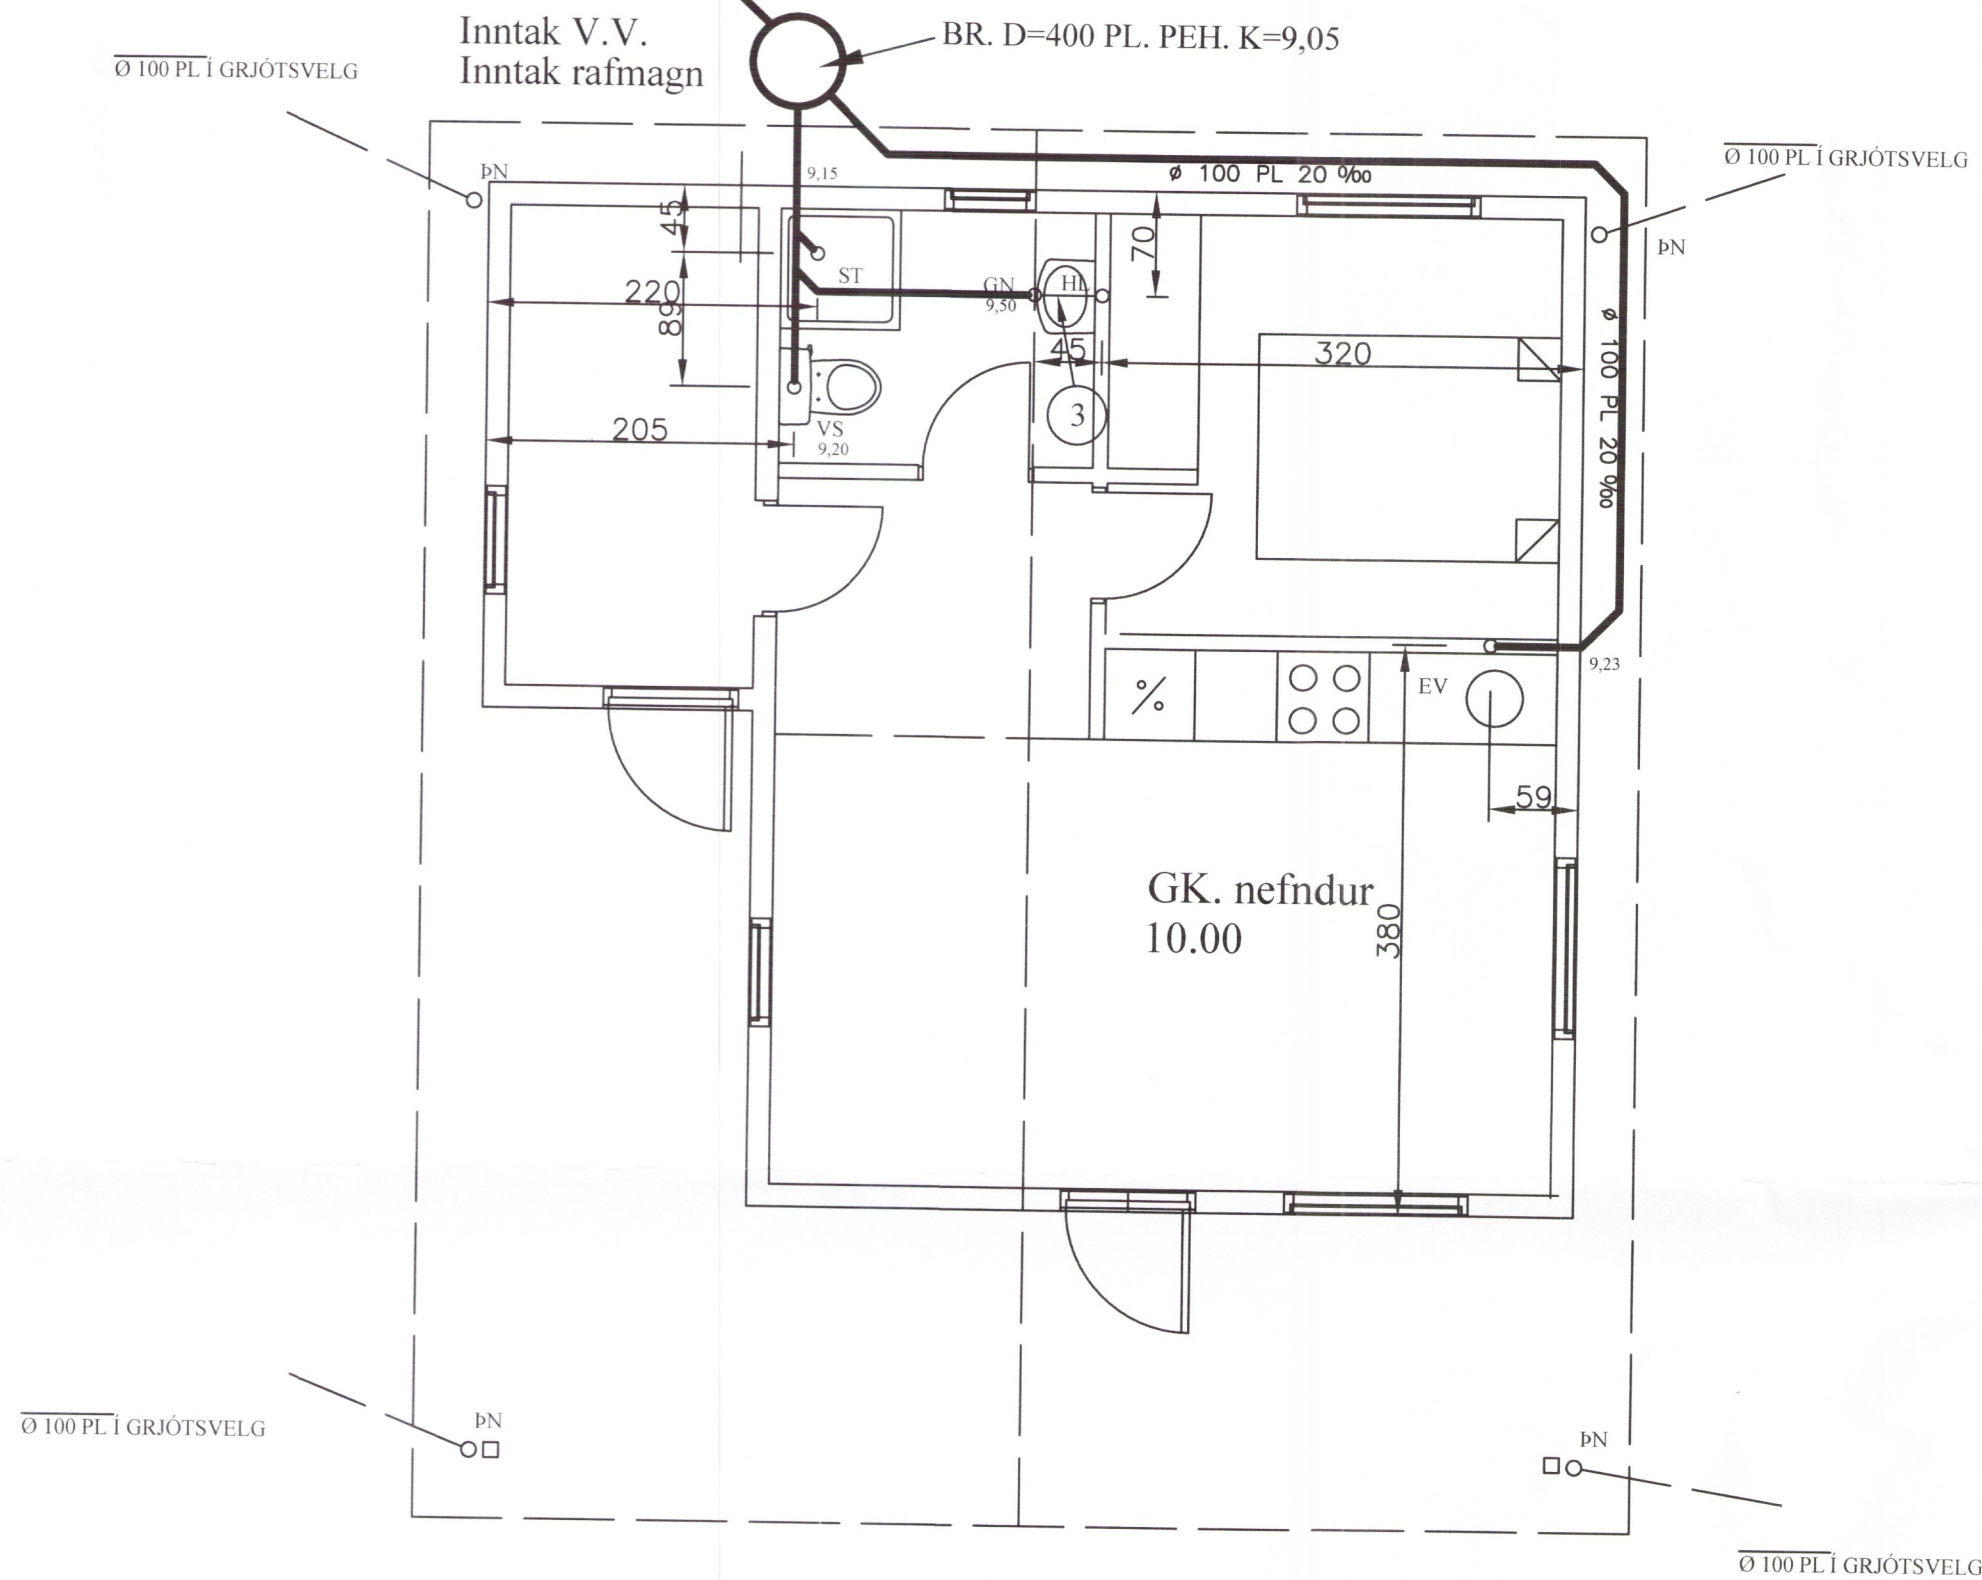 Inntak V.V.
Inntak rafmagn
BR. D=400 PL. PEH. K=9,05
Ø 100 PL Í GRJÓTSVELG
Ø 100 PL Í GRJÓTSVELG
ÞN
9,15
ø 100 PL 20 ‰
ÞN
45
70
ST
GN
9,50
HL
220
89
45
320
ø 100 PL 20 ‰
3
205
VS
9,20
9,23
%
EV
59
GK. nefndur
10.00
380
Ø 100 PL Í GRJÓTSVELG
ÞN
ÞN
Ø 100 PL Í GRJÓTSVELG